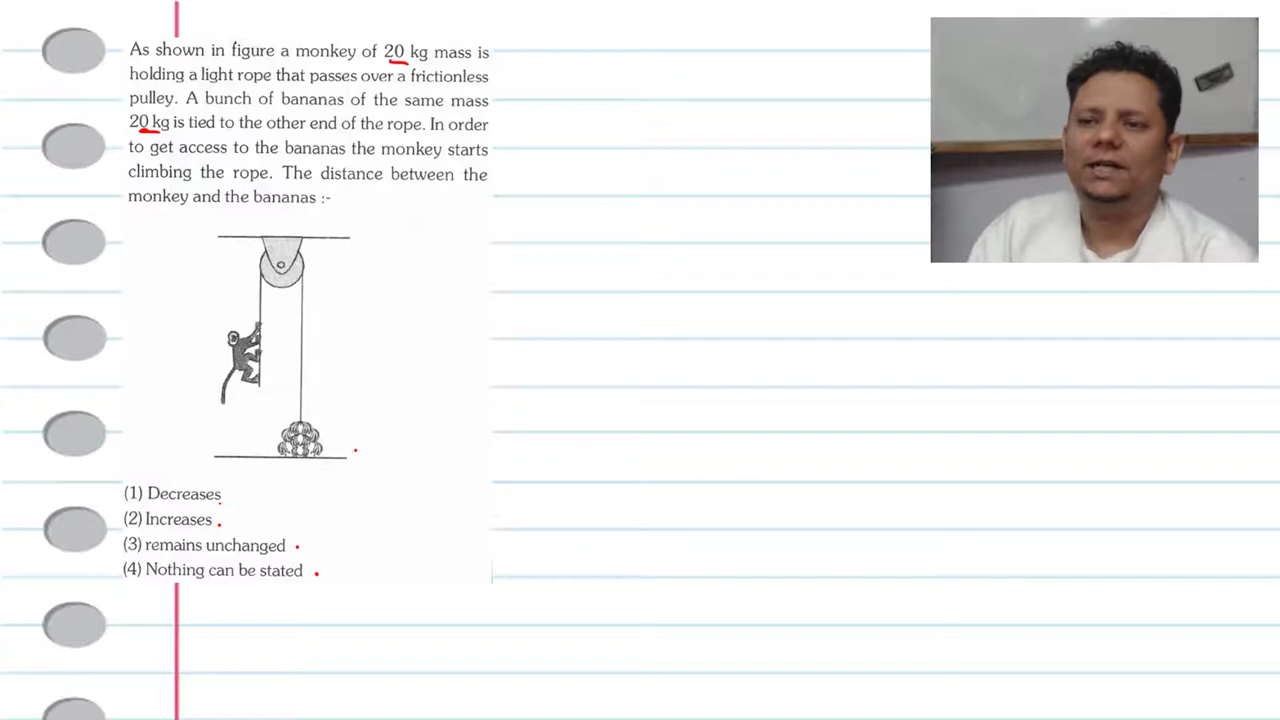 As shown in figure a monkey of 20 kg mass is
holding a light rope that passes over a frictionless
pulley. A bunch of bananas of the same mass
20 kg is tied to the other end of the rope. In order
to get access to the bananas the monkey starts
climbing the rope. The distance between the
monkey and the bananas :-
(1) Decreases
(2) Increases
(3) remains unchanged
(4) Nothing can be stated